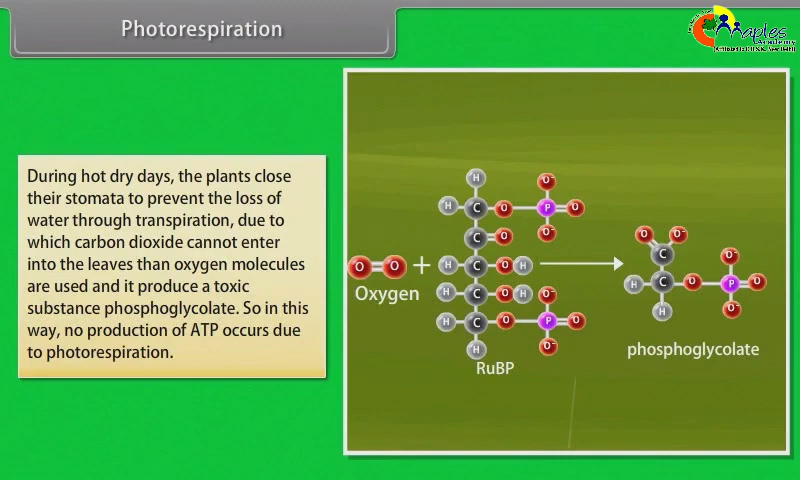 Photorespiration
Maples
Academy
During hot dry days, the plants close
their stomata to prevent the loss of
water through transpiration, due to
which carbon dioxide cannot enter
into the leaves than oxygen molecules
are used and it produce a toxic
substance phosphoglycolate. So in this
way, no production of ATP occurs due
to photorespiration.
H
H C O P O⁻ O O⁻
C O
H C O H
H C O H
H C O P O⁻ O O⁻
H
O O
+
Oxygen
RuBP
O O⁻
C
H C O P O⁻ O O⁻
H
phosphoglycolate